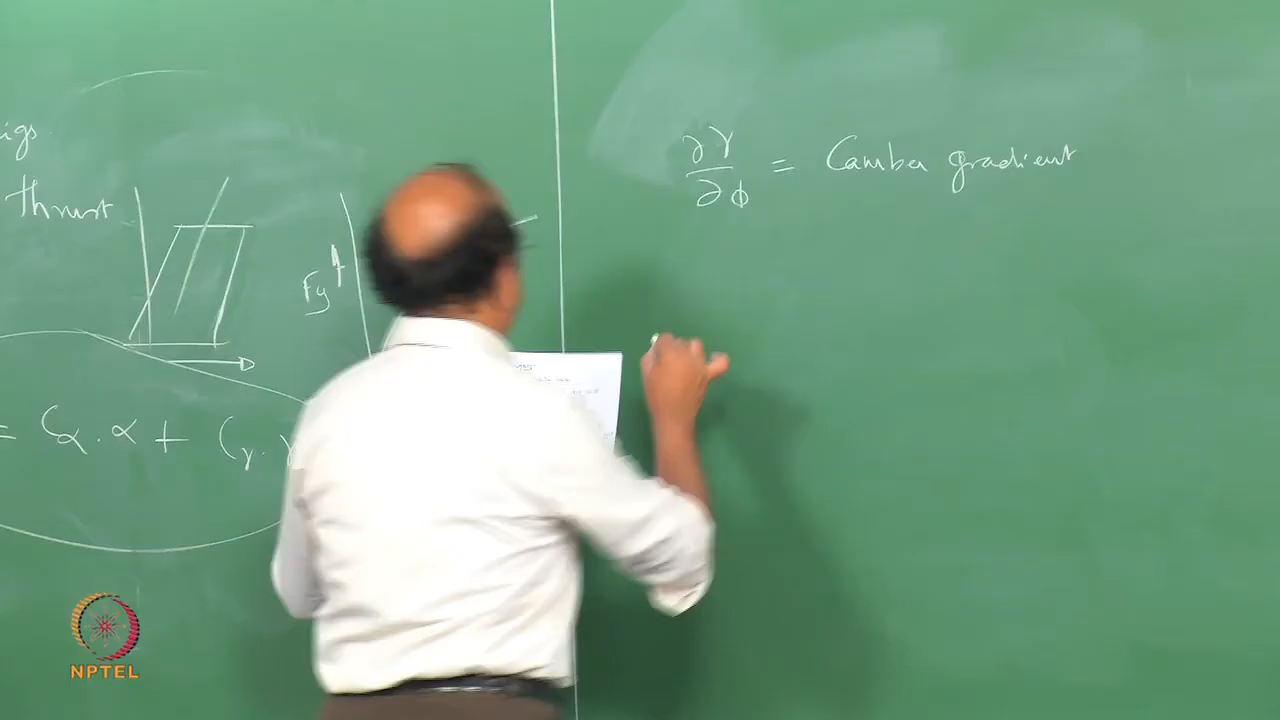 igs.
thrust
Fy
= Cα . α + Cγ .
∂γ/∂φ = Camber gradient
NPTEL